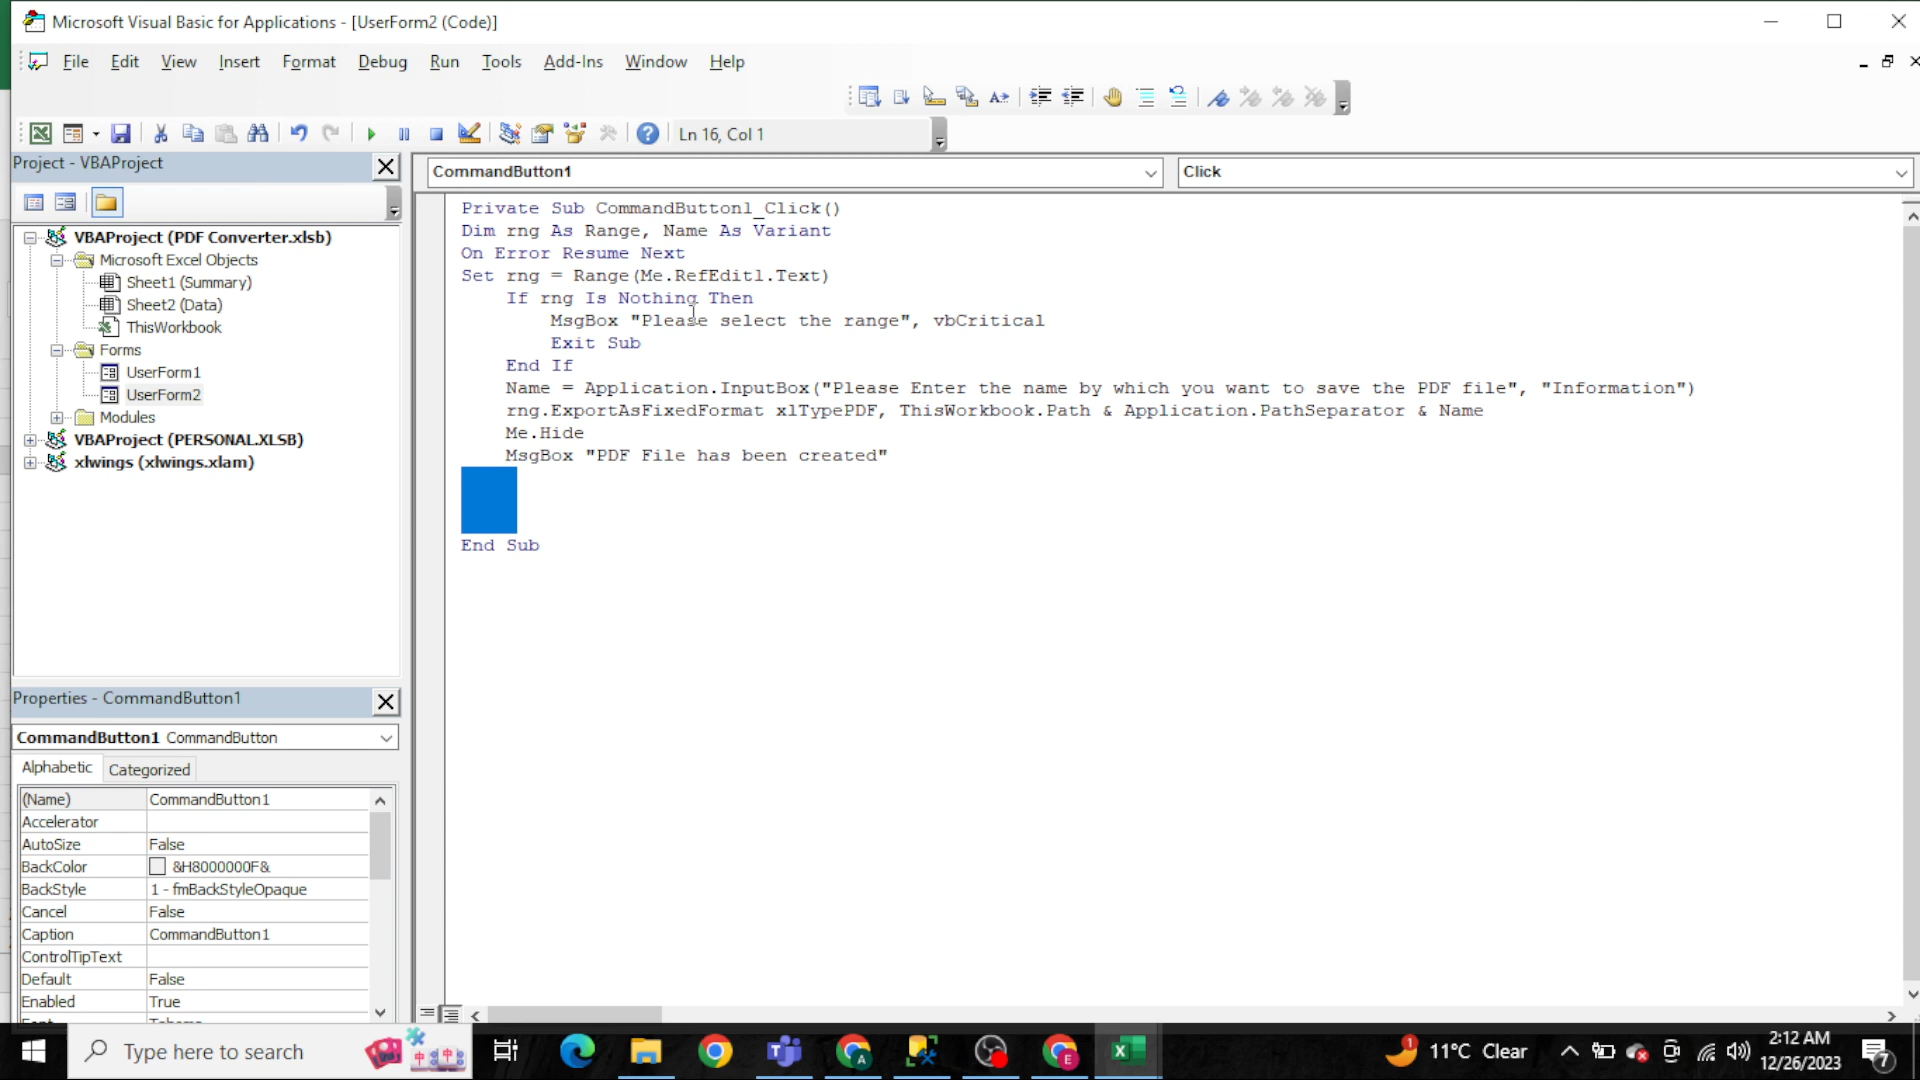 Microsoft Visual Basic for Applications - [UserForm2 (Code)]
File Edit View Insert Format Debug Run Tools Add-Ins Window Help
Ln 16, Col 1
Project - VBAProject
CommandButton1
Click
VBAProject (PDF Converter.xlsb)
Microsoft Excel Objects
Sheet1 (Summary)
Sheet2 (Data)
ThisWorkbook
Forms
UserForm1
UserForm2
Modules
VBAProject (PERSONAL.XLSB)
xlwings (xlwings.xlam)
Private Sub CommandButton1_Click()
Dim rng As Range, Name As Variant
On Error Resume Next
Set rng = Range(Me.RefEdit1.Text)
If rng Is Nothing Then
MsgBox "Please select the range", vbCritical
Exit Sub
End If
Name = Application.InputBox("Please Enter the name by which you want to save the PDF file", "Information")
rng.ExportAsFixedFormat xlTypePDF, ThisWorkbook.Path & Application.PathSeparator & Name
Me.Hide
MsgBox "PDF File has been created"
End Sub
Properties - CommandButton1
CommandButton1 CommandButton
Alphabetic Categorized
(Name) CommandButton1
Accelerator
AutoSize False
BackColor &H8000000F&
BackStyle 1 - fmBackStyleOpaque
Cancel False
Caption CommandButton1
ControlTipText
Default False
Enabled True
Type here to search
1
11°C Clear
2:12 AM
12/26/2023
7